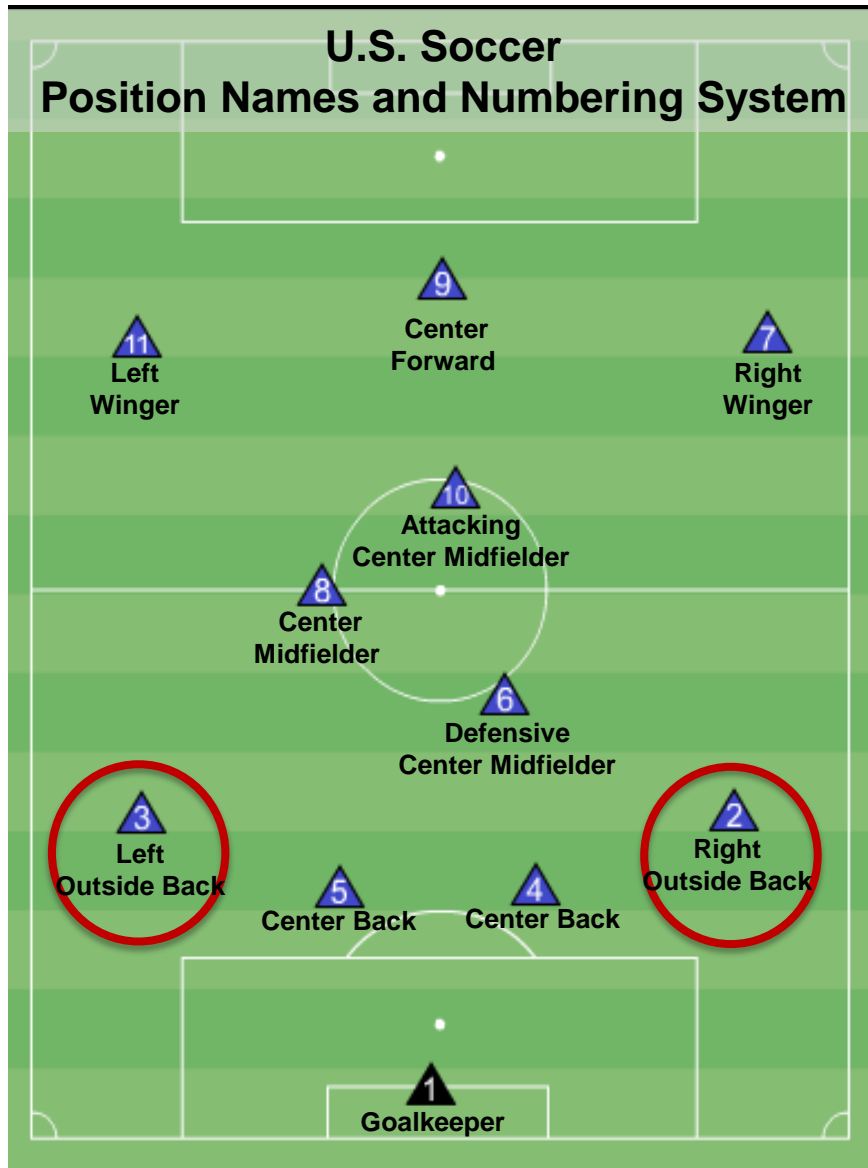 U.S. Soccer
Position Names and Numbering System
9
Center
Forward
11
Left
Winger
7
Right
Winger
10
Attacking
Center Midfielder
8
Center
Midfielder
6
Defensive
Center Midfielder
3
Left
Outside Back
2
Right
Outside Back
5
Center Back
4
Center Back
1
Goalkeeper